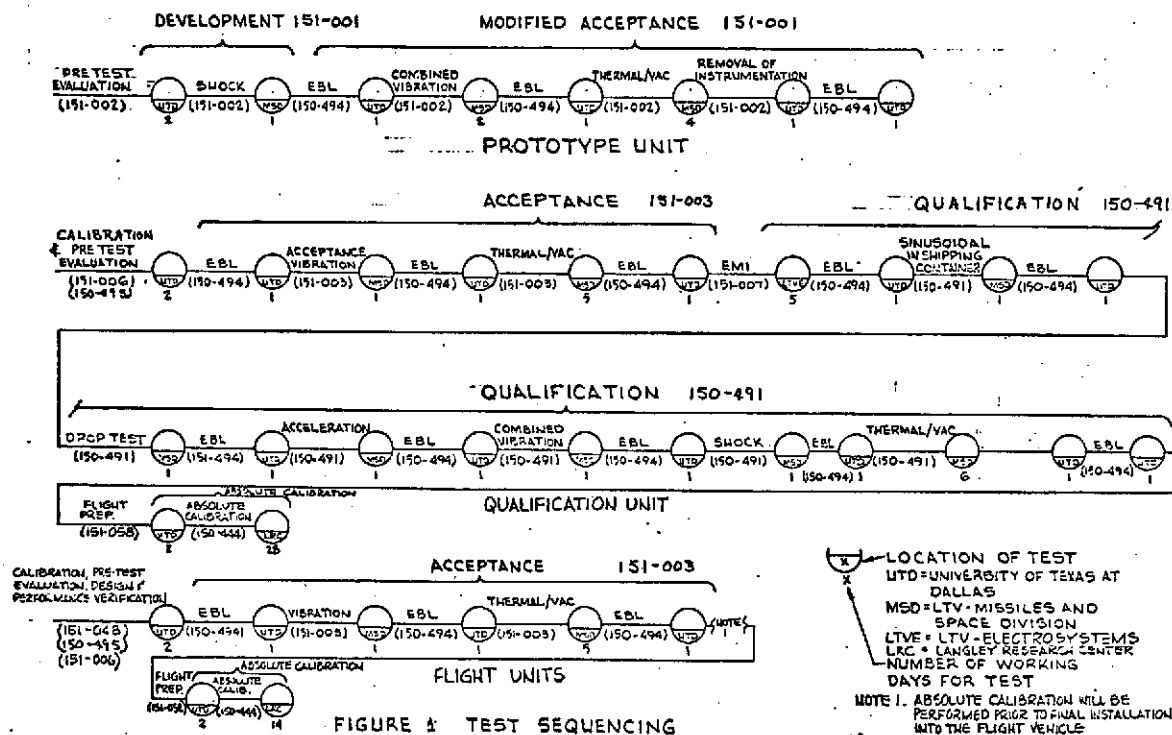 DEVELOPMENT 151-001 MODIFIED ACCEPTANCE 151-001
PRE TEST EVALUATION (151-002)
UTD 2
SHOCK (151-002)
MSD 1
EBL (150-494)
UTD 1
COMBINED VIBRATION (151-002)
MSD 2
EBL (150-494)
UTD 1
THERMAL/VAC (151-002)
MSD 4
REMOVAL OF INSTRUMENTATION (151-002)
UTD 1
EBL (150-494)
UTD 1
PROTOTYPE UNIT
ACCEPTANCE 151-003 QUALIFICATION 150-491
CALIBRATION & PRE TEST EVALUATION (151-006) (150-495)
UTD 2
EBL (150-494)
UTD 1
ACCEPTANCE VIBRATION (151-003)
MSD 1
EBL (150-494)
UTD 1
THERMAL/VAC (151-003)
MSD 5
EBL (150-494)
UTD 1
EMI (151-007)
LTVE 5
EBL (150-494)
UTD 1
SINUSOIDAL IN SHIPPING CONTAINER (150-491)
MSD 1
EBL (150-494)
UTD 1
QUALIFICATION 150-491
DROP TEST (150-491)
MSD 1
EBL (151-494)
UTD 1
ACCELERATION (150-491)
MSD 1
EBL (150-494)
UTD 1
COMBINED VIBRATION (150-491)
MSD 1
EBL (150-494)
UTD 1
SHOCK (150-491)
MSD 1
EBL (150-494)
UTD 1
THERMAL/VAC (150-491)
MSD 6
UTD 1
EBL (150-494)
UTD 1
QUALIFICATION UNIT
ABSOLUTE CALIBRATION
FLIGHT PREP. (151-058)
UTD 2
ABSOLUTE CALIBRATION (150-444)
LRC 28
ACCEPTANCE 151-003
CALIBRATION, PRE-TEST EVALUATION, DESIGN & PERFORMANCE VERIFICATION
(151-048)
(150-495)
(151-006)
UTD 2
EBL (150-494)
UTD 1
VIBRATION (151-003)
MSD 1
EBL (150-494)
UTD 1
THERMAL/VAC (151-003)
MSD 5
EBL (150-494)
UTD 1
(NOTE) 1
ABSOLUTE CALIBRATION
FLIGHT PREP. (151-058)
UTD 2
ABSOLUTE CALIB. (150-444)
LRC 14
FLIGHT UNITS
X LOCATION OF TEST
UTD = UNIVERSITY OF TEXAS AT
DALLAS
MSD = LTV - MISSILES AND
SPACE DIVISION
LTVE = LTV - ELECTROSYSTEMS
LRC = LANGLEY RESEARCH CENTER
X NUMBER OF WORKING
DAYS FOR TEST
NOTE 1. ABSOLUTE CALIBRATION WILL BE
PERFORMED PRIOR TO FINAL INSTALLATION
INTO THE FLIGHT VEHICLE
FIGURE 1 TEST SEQUENCING